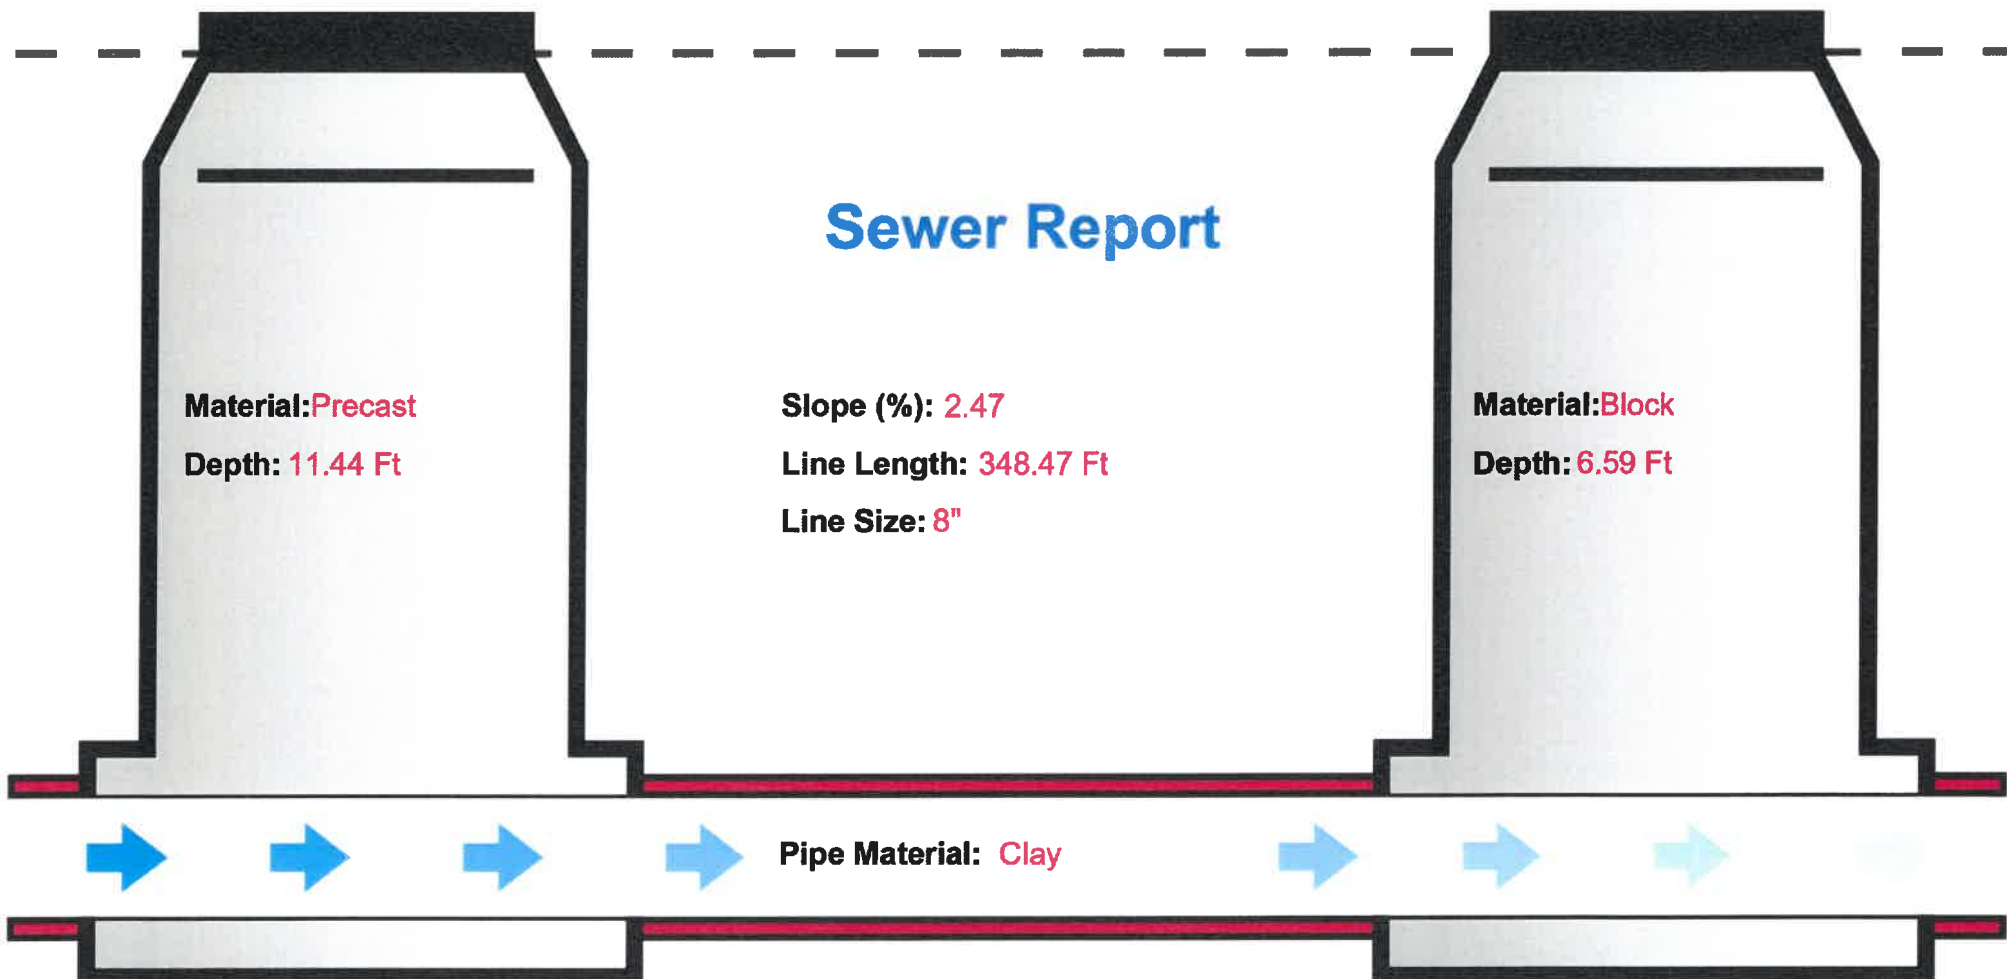 Sewer Report
Material:Precast
Depth: 11.44 Ft
Slope (%): 2.47
Line Length: 348.47 Ft
Line Size: 8"
Material:Block
Depth: 6.59 Ft
Pipe Material: Clay